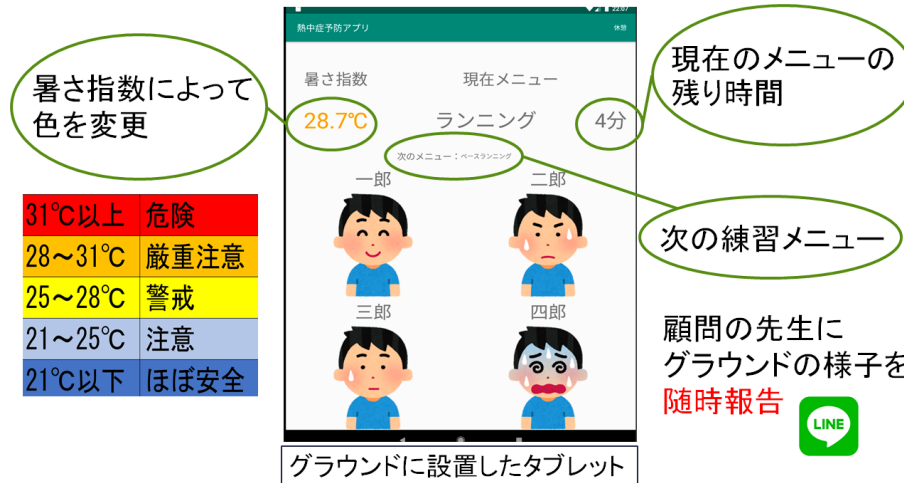 22:07
熱中症予防アプリ
休憩
暑さ指数によって
色を変更
暑さ指数
現在メニュー
28.7℃
ランニング
4分
次のメニュー：ペースランニング
現在のメニューの
残り時間
次の練習メニュー
31℃以上 危険
28～31℃ 厳重注意
25～28℃ 警戒
21～25℃ 注意
21℃以下 ほぼ安全
一郎
二郎
三郎
四郎
顧問の先生に
グラウンドの様子を
随時報告
LINE
グラウンドに設置したタブレット